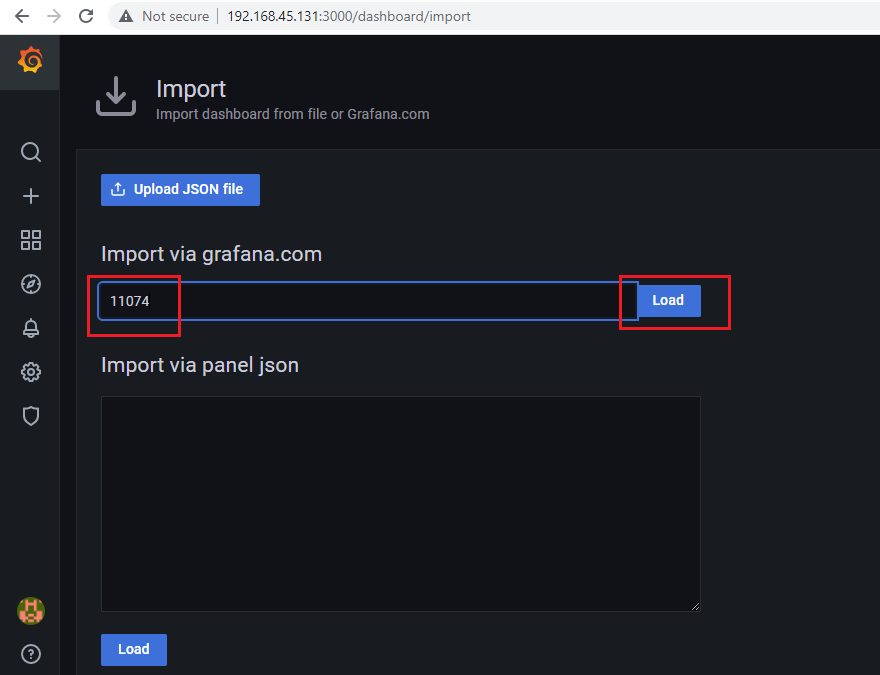 Not secure | 192.168.45.131:3000/dashboard/import
Import
Import dashboard from file or Grafana.com
Upload JSON file
Import via grafana.com
11074
Load
Import via panel json
Load